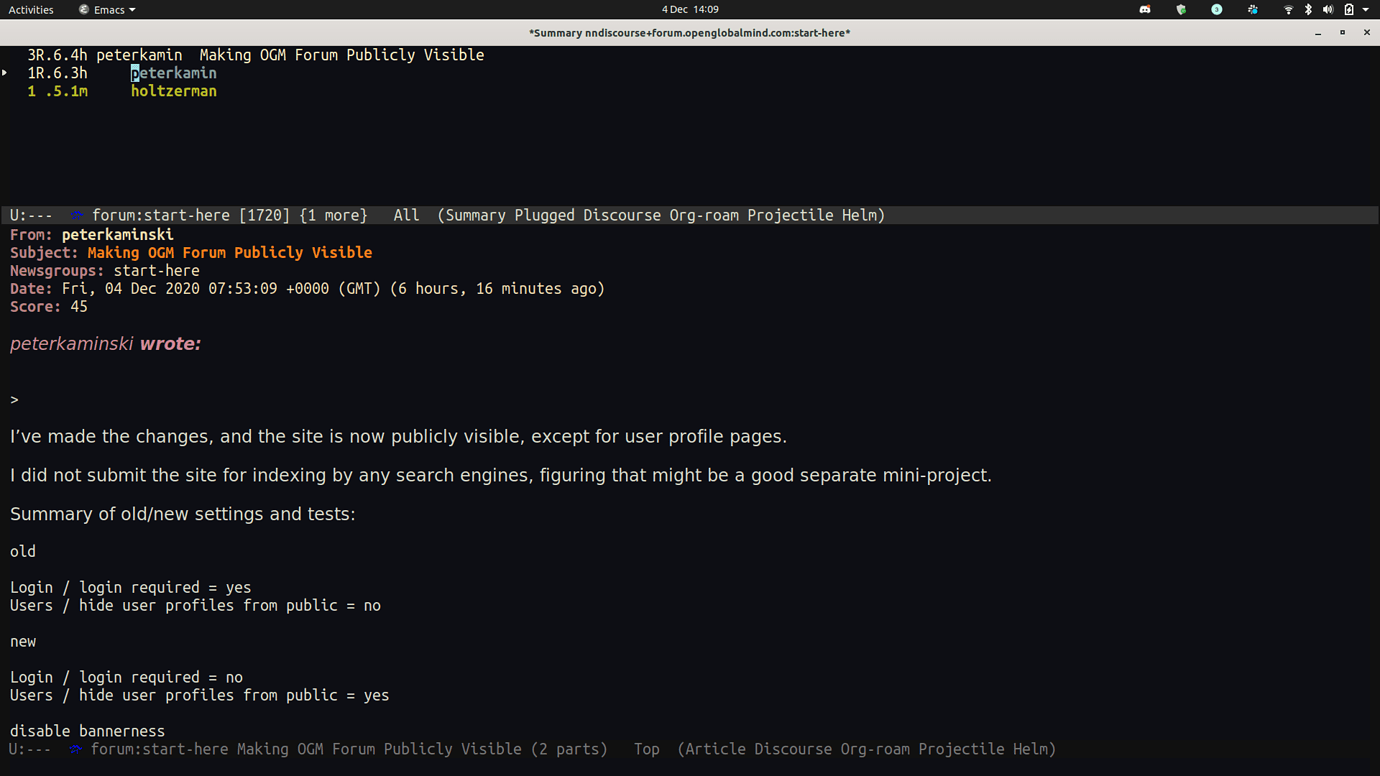 Activities Emacs 4 Dec 14:09 3
*Summary nndiscourse+forum.openglobalmind.com:start-here*
3R.6.4h peterkamin Making OGM Forum Publicly Visible
1R.6.3h peterkamin
1 .5.1m holtzerman
U:--- forum:start-here [1720] {1 more} All (Summary Plugged Discourse Org-roam Projectile Helm)
From: peterkaminski
Subject: Making OGM Forum Publicly Visible
Newsgroups: start-here
Date: Fri, 04 Dec 2020 07:53:09 +0000 (GMT) (6 hours, 16 minutes ago)
Score: 45
peterkaminski wrote:
>
I’ve made the changes, and the site is now publicly visible, except for user profile pages.
I did not submit the site for indexing by any search engines, figuring that might be a good separate mini-project.
Summary of old/new settings and tests:
old
Login / login required = yes
Users / hide user profiles from public = no
new
Login / login required = no
Users / hide user profiles from public = yes
disable bannerness
U:--- forum:start-here Making OGM Forum Publicly Visible (2 parts) Top (Article Discourse Org-roam Projectile Helm)